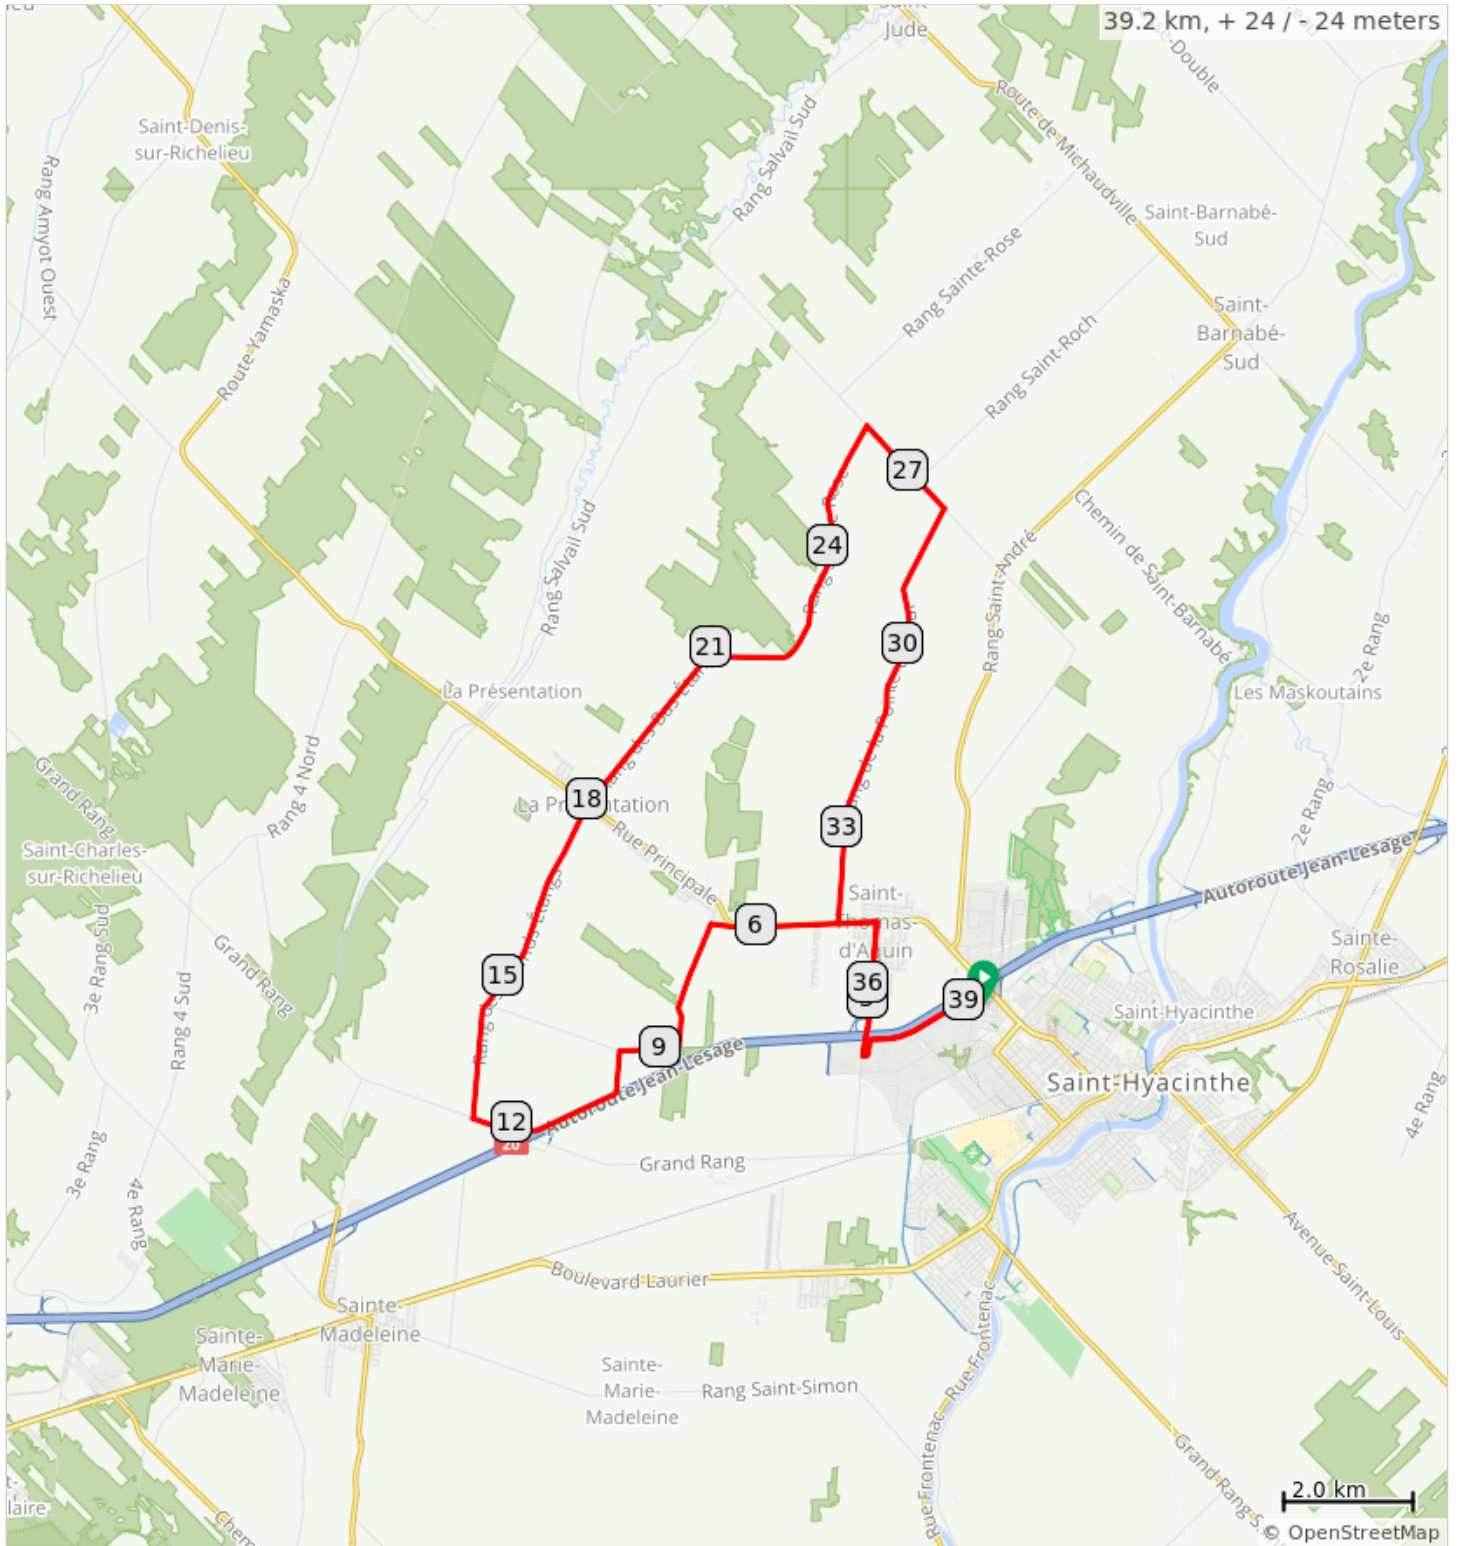 39.2 km, + 24 / - 24 meters
Saint-
Jude
-Double
Route de Michaudville
Saint-Denis-
sur-Richelieu
Rang Amyot Ouest
Rang Salvail Sud
Saint-Barnabé-
Sud
Rang Sainte-Rose
Route Yamaska
Saint-
Barnabé-
Sud
Rang Saint-Roch
27
Chemin de Saint-Barnabé
Rang Salvail Sud
24
Rang Saint-André
21
30
2e Rang
La Présentation
Les Maskoutains
Rang 4 Nord
Grand Rang
18
33
2e Rang
Rue Principale
Saint-Charles-
sur-Richelieu
Autoroute Jean-Lesage
Saint-
Thomas-
d'Aquin
6
3e Rang Sud
Grand Rang
Sainte-
Rosalie
15
36
39
Rang 4 Sud
Saint-Hyacinthe
9
Autoroute Jean-Lesage
Saint-Hyacinthe
12
20
Grand Rang
4e Rang
3e Rang
4e Rang
Avenue Saint-Louis
Boulevard Laurier
Sainte-
Madeleine
Sainte-
Marie-
Madeleine
Sainte-
Marie-
Madeleine
Rang Saint-Simon
Rue Frontenac
Rue Frontenac
Grand-Rang-S
laire
Chem
2.0 km
© OpenStreetMap